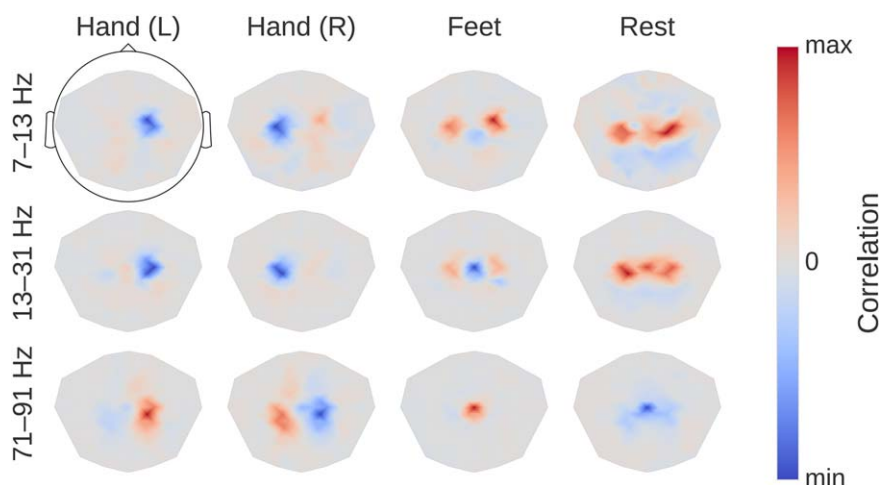 Hand (L) Hand (R) Feet Rest
max
7–13 Hz
13–31 Hz
0
Correlation
71–91 Hz
min